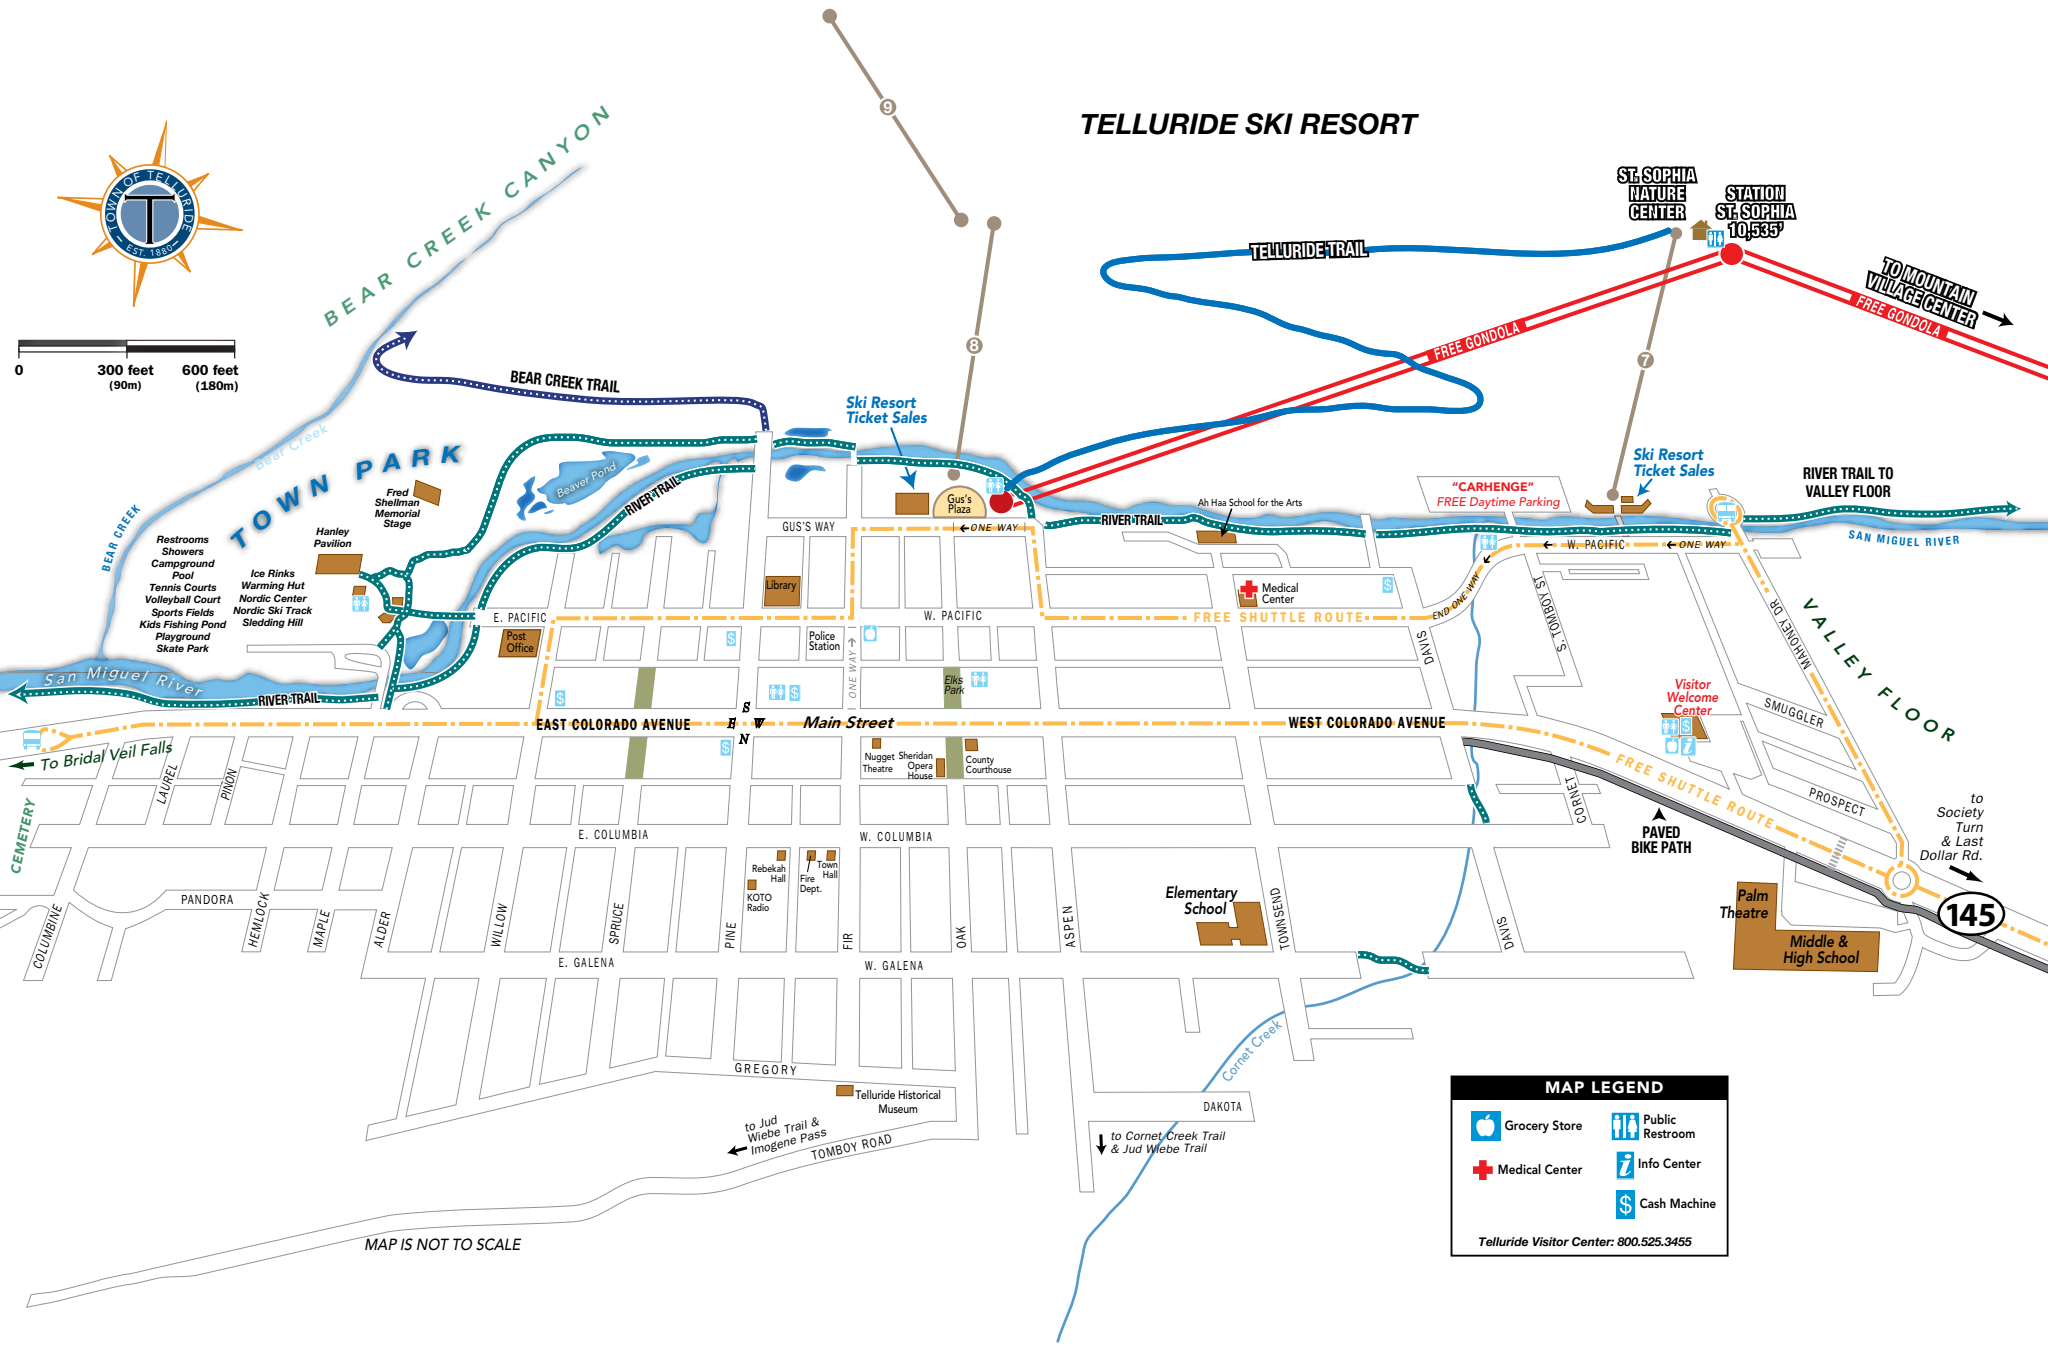 TELLURIDE SKI RESORT
9
BEAR CREEK CANYON
TOWN OF TELLURIDE
T
EST. 1880
ST. SOPHIA
NATURE
CENTER
STATION
ST. SOPHIA
10,535'
TELLURIDE TRAIL
TO MOUNTAIN
VILLAGE CENTER
FREE GONDOLA
FREE GONDOLA
8
7
0
300 feet
(90m)
600 feet
(180m)
BEAR CREEK TRAIL
Ski Resort
Ticket Sales
Bear Creek
TOWN PARK
BEAR CREEK
Fred
Shellman
Memorial
Stage
Hanley
Pavilion
Beaver Pond
RIVER TRAIL
Gus's
Plaza
GUS'S WAY
ONE WAY
Ah Haa School for the Arts
RIVER TRAIL
"CARHENGE"
FREE Daytime Parking
Ski Resort
Ticket Sales
RIVER TRAIL TO
VALLEY FLOOR
SAN MIGUEL RIVER
W. PACIFIC
ONE WAY
END ONE WAY
Restrooms
Showers
Campground
Pool
Tennis Courts
Volleyball Court
Sports Fields
Kids Fishing Pond
Playground
Skate Park
Ice Rinks
Warming Hut
Nordic Center
Nordic Ski Track
Sledding Hill
Library
Medical
Center
E. PACIFIC
W. PACIFIC
FREE SHUTTLE ROUTE
Post
Office
Police
Station
ONE WAY
DAVIS
S. TOMBOY ST
MAHONEY DR
VALLEY FLOOR
San Miguel River
RIVER TRAIL
Elks
Park
Visitor
Welcome
Center
SMUGGLER
EAST COLORADO AVENUE
S
E W
N
Main Street
WEST COLORADO AVENUE
To Bridal Veil Falls
Nugget
Theatre
Sheridan
Opera
House
County
Courthouse
FREE SHUTTLE ROUTE
PROSPECT
LAUREL
PINON
CORNET
CEMETERY
E. COLUMBIA
W. COLUMBIA
PAVED
BIKE PATH
to
Society
Turn
& Last
Dollar Rd.
145
Rebekah
Hall
Fire
Dept.
Town
Hall
KOTO
Radio
Elementary
School
Palm
Theatre
Middle &
High School
PANDORA
COLUMBINE
HEMLOCK
MAPLE
ALDER
WILLOW
SPRUCE
PINE
FIR
OAK
ASPEN
TOWNSEND
DAVIS
E. GALENA
W. GALENA
Cornet Creek
GREGORY
Telluride Historical
Museum
DAKOTA
to Jud
Wiebe Trail &
Imogene Pass
TOMBOY ROAD
to Cornet Creek Trail
& Jud Wiebe Trail
MAP IS NOT TO SCALE
MAP LEGEND
Grocery Store
Public
Restroom
Medical Center
i
Info Center
$
Cash Machine
Telluride Visitor Center: 800.525.3455